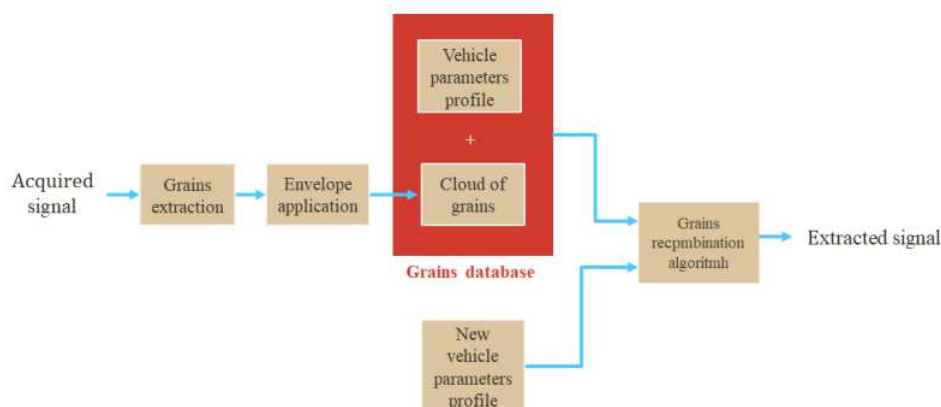 Vehicle
parameters
profile
+
Acquired
signal
Grains
extraction
Envelope
application
Cloud of
grains
Grains database
Grains
recpmbination
algoritmh
Extracted signal
New
vehicle
parameters
profile